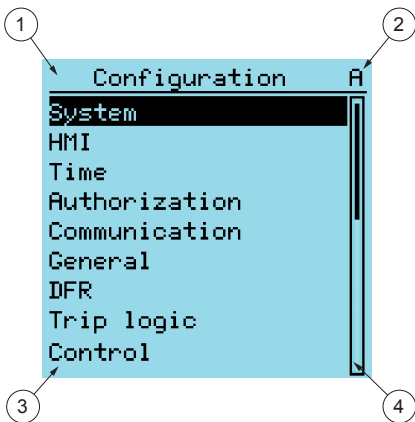 1
2
Configuration A
System
HMI
Time
Authorization
Communication
General
DFR
Trip logic
Control
3
4